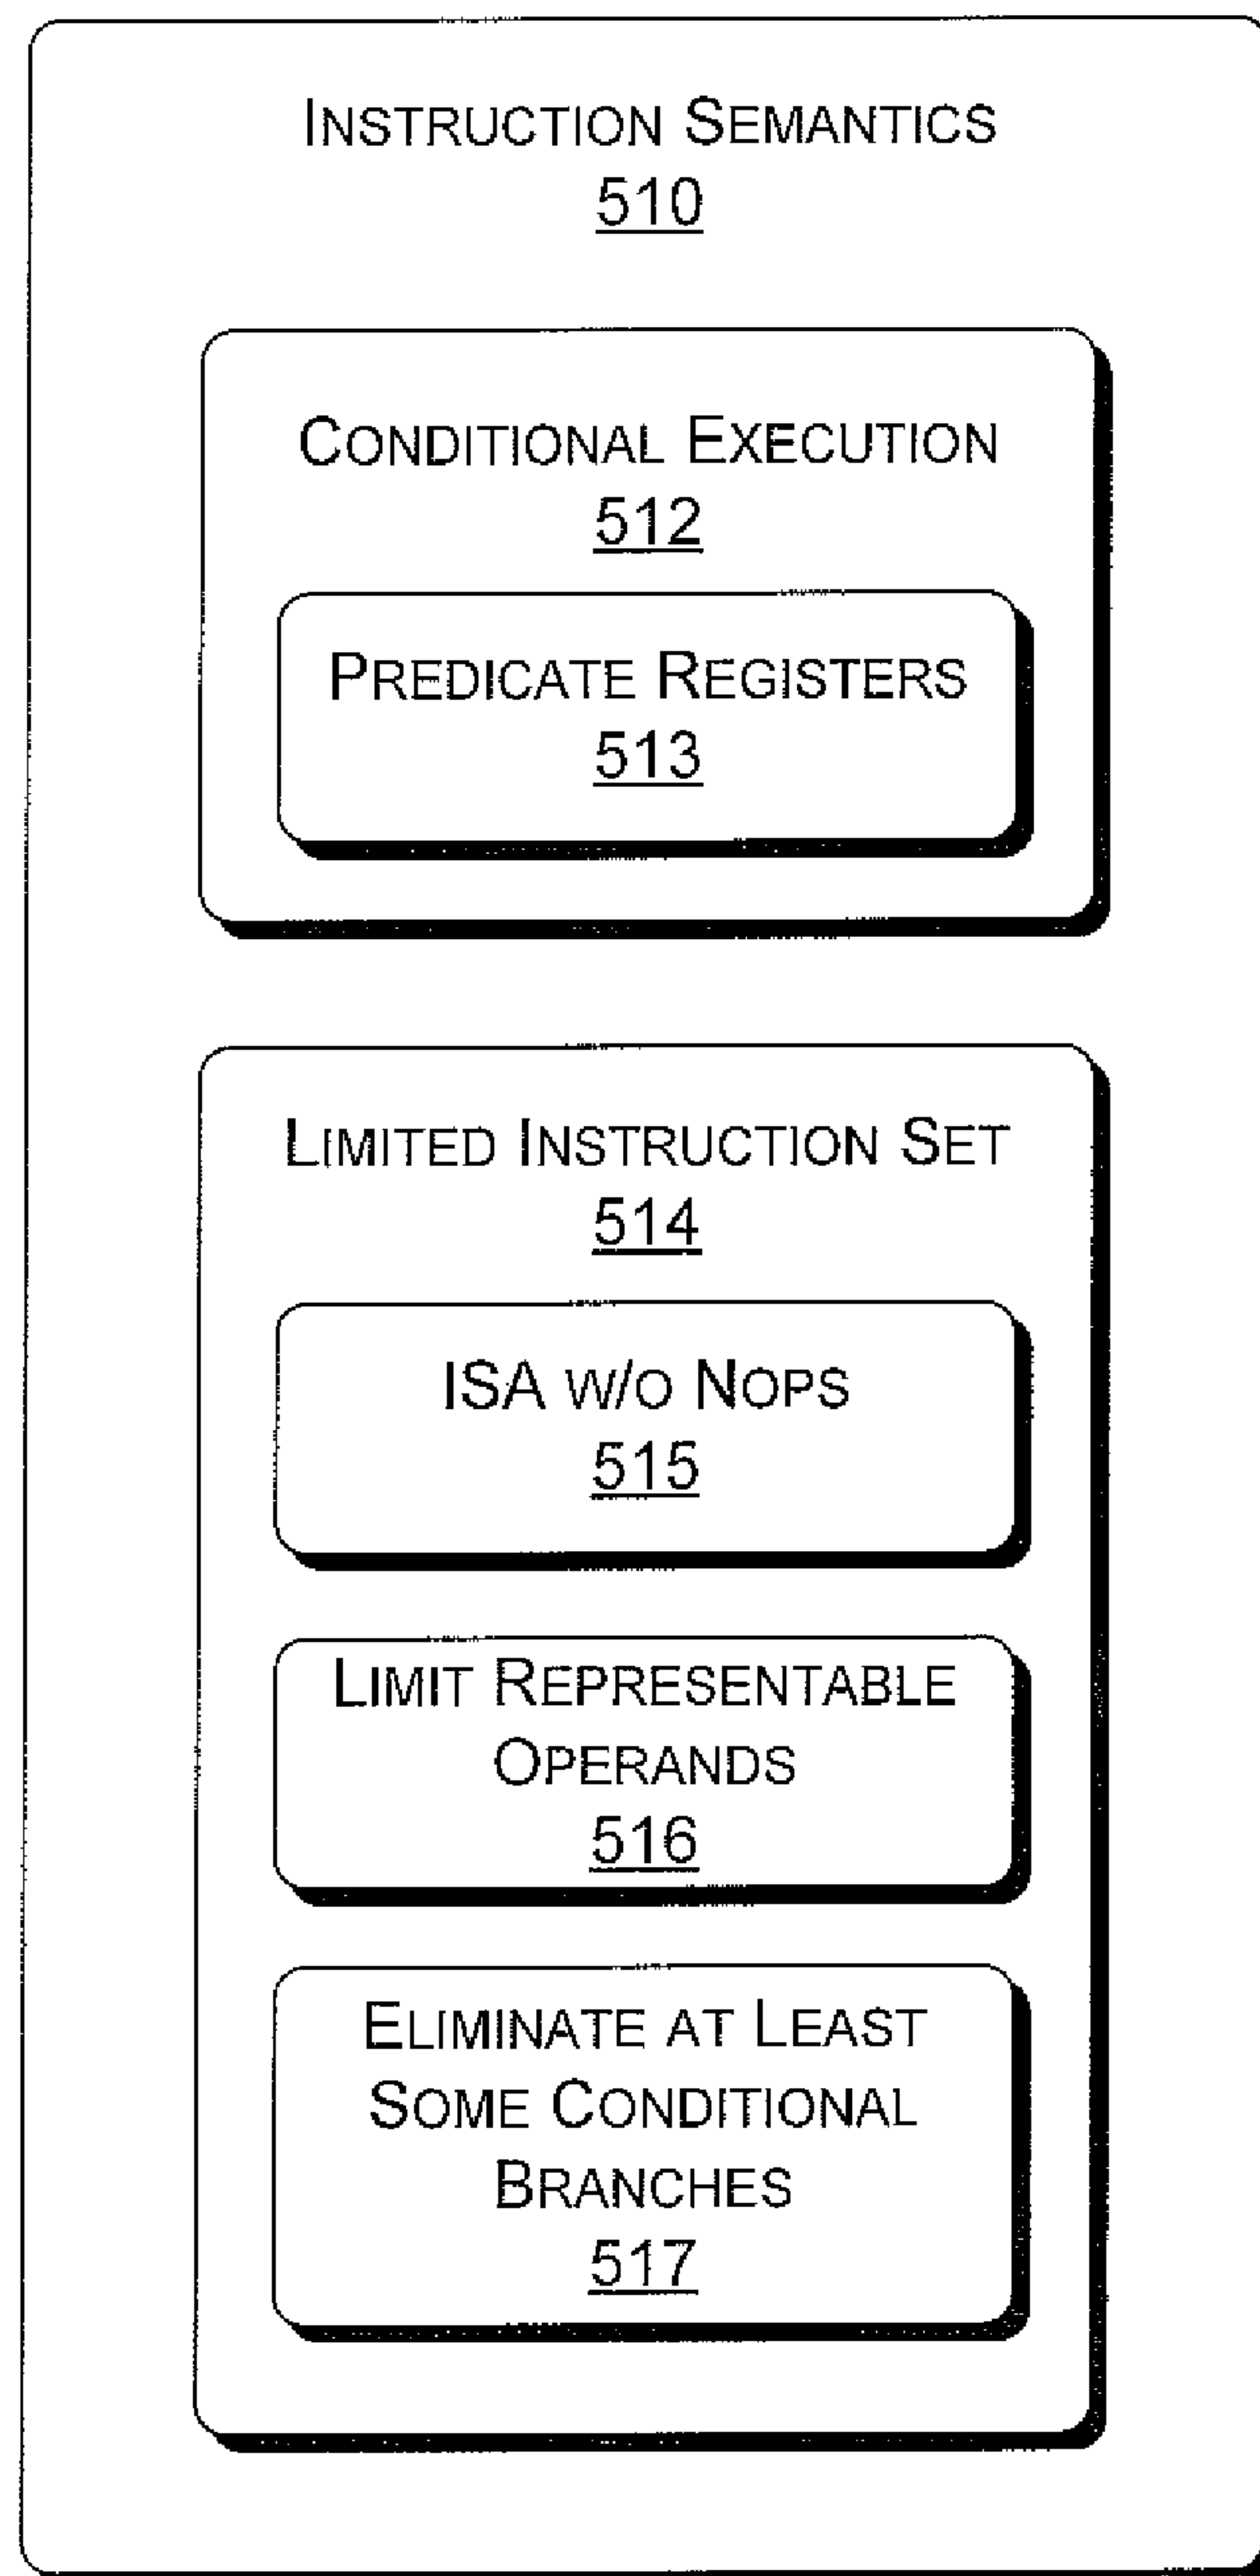 INSTRUCTION SEMANTICS
510
CONDITIONAL EXECUTION
512
PREDICATE REGISTERS
513
LIMITED INSTRUCTION SET
514
ISA W/O NOPS
515
LIMIT REPRESENTABLE
OPERANDS
516
ELIMINATE AT LEAST
SOME CONDITIONAL
BRANCHES
517